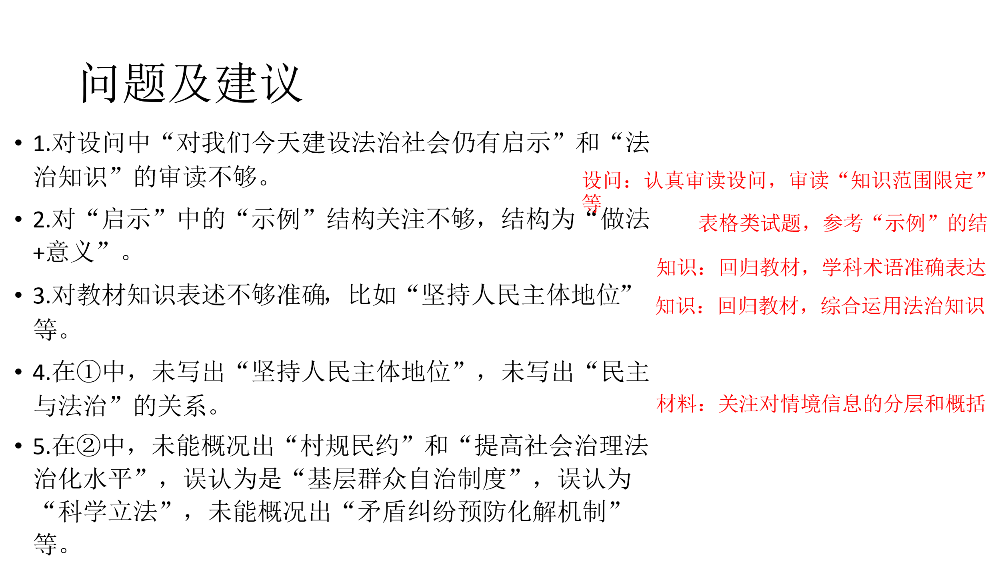 问题及建议
• 1.对设问中“对我们今天建设法治社会仍有启示”和“法
治知识”的审读不够。
设问：认真审读设问，审读“知识范围限定”
等
• 2.对“启示”中的“示例”结构关注不够，结构为“做法
+意义”。
表格类试题，参考“示例”的结
• 3.对教材知识表述不够准确，比如“坚持人民主体地位”
等。
知识：回归教材，学科术语准确表达
知识：回归教材，综合运用法治知识
• 4.在①中，未写出“坚持人民主体地位”，未写出“民主
与法治”的关系。
材料：关注对情境信息的分层和概括
• 5.在②中，未能概况出“村规民约”和“提高社会治理法
治化水平”，误认为是“基层群众自治制度”，误认为
“科学立法”，未能概况出“矛盾纠纷预防化解机制”
等。